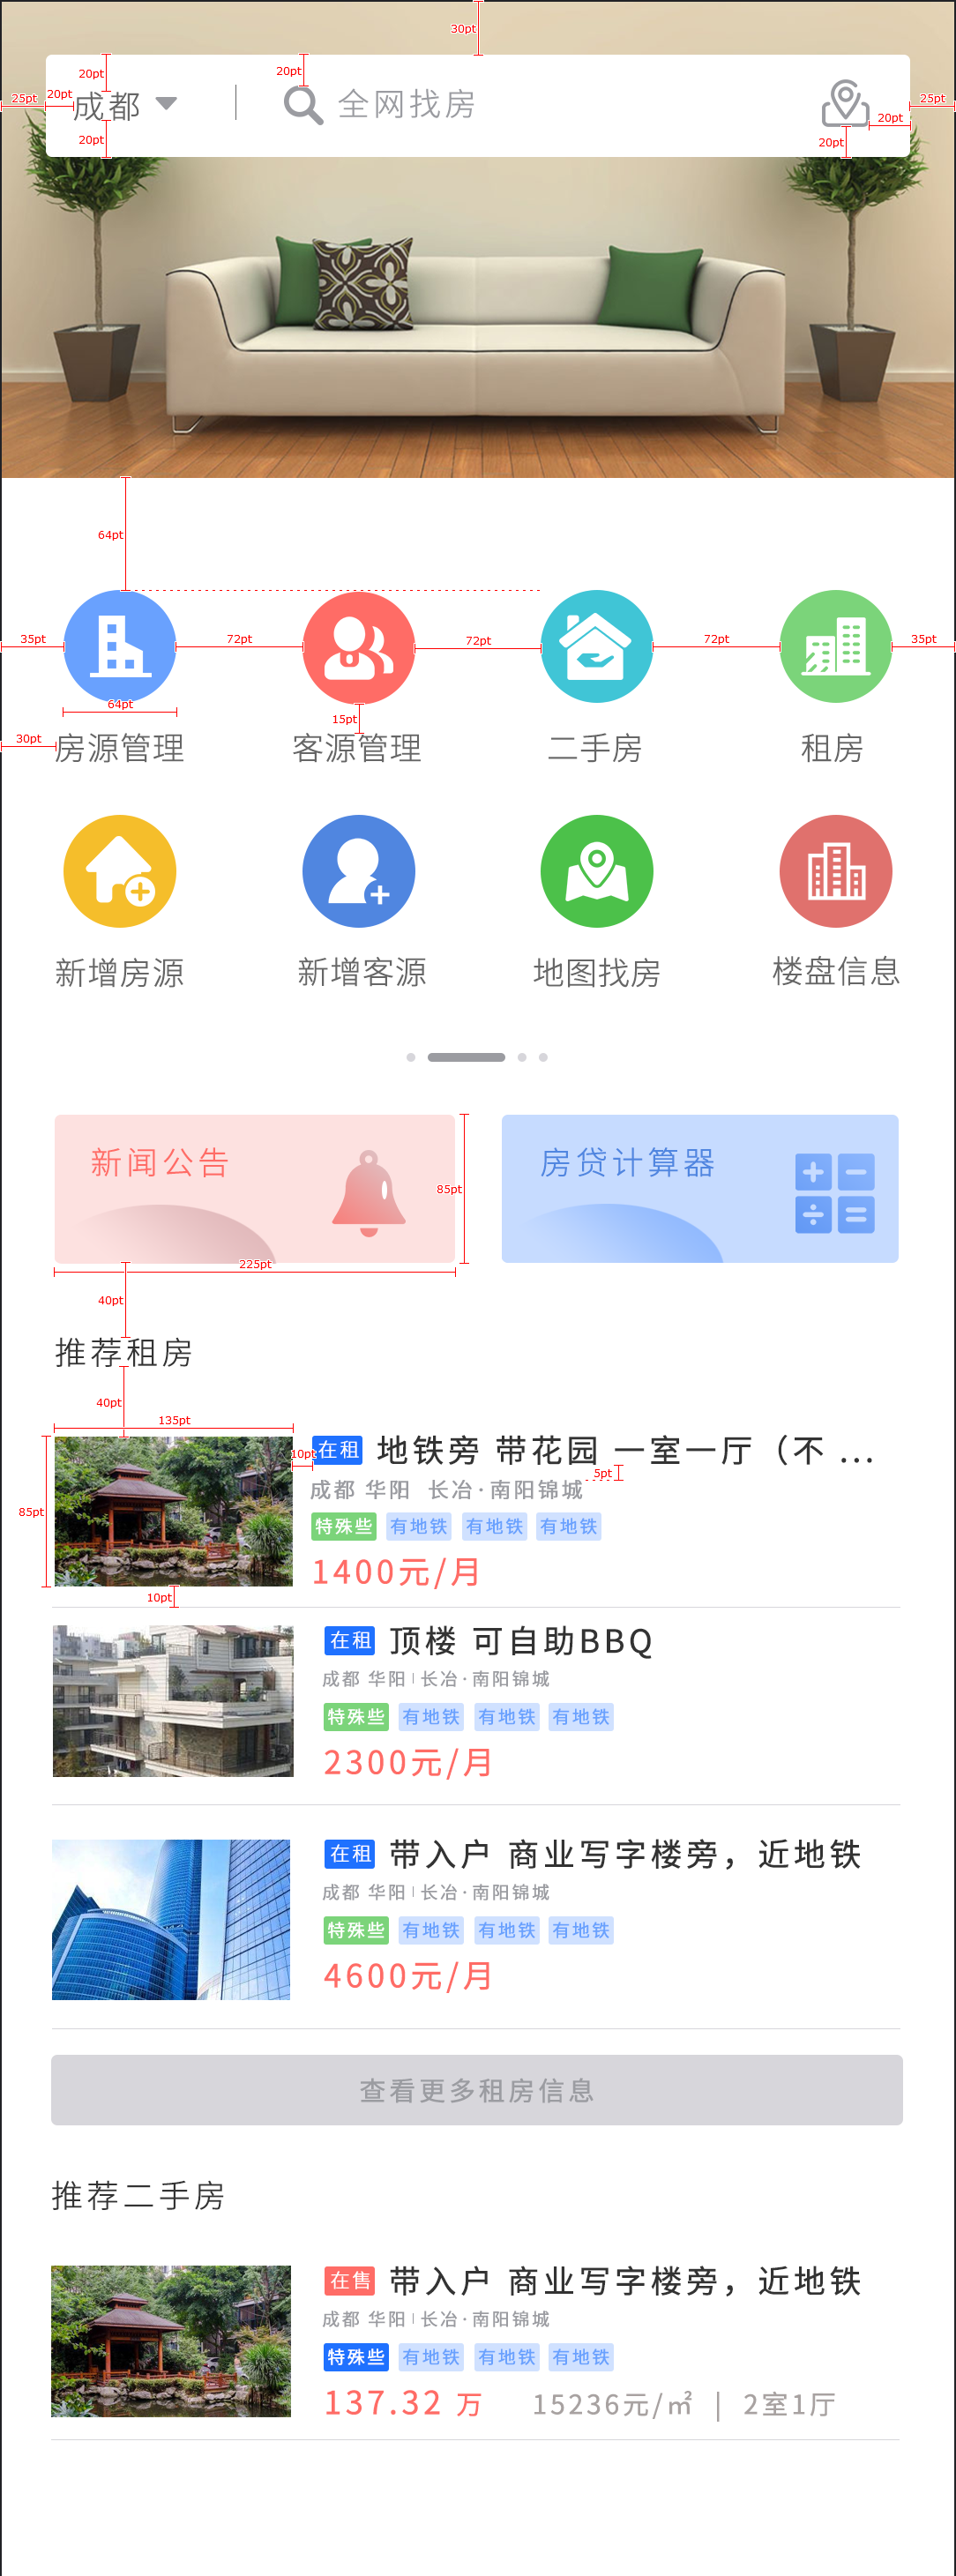 30pt
20pt
20pt
25pt
20pt
成都
全网找房
25pt
20pt
20pt
20pt
64pt
35pt
72pt
72pt
72pt
35pt
64pt
15pt
30pt
房源管理
客源管理
二手房
租房
新增房源
新增客源
地图找房
楼盘信息
新闻公告
房贷计算器
85pt
225pt
40pt
推荐租房
40pt
135pt
10pt
在租 地铁旁 带花园 一室一厅（不 ...
5pt
成都 华阳 长冶·南阳锦城
85pt
特殊些 有地铁 有地铁 有地铁
1400元/月
10pt
在租 顶楼 可自助BBQ
成都 华阳|长冶·南阳锦城
特殊些 有地铁 有地铁 有地铁
2300元/月
在租 带入户 商业写字楼旁，近地铁
成都 华阳|长冶·南阳锦城
特殊些 有地铁 有地铁 有地铁
4600元/月
查看更多租房信息
推荐二手房
在售 带入户 商业写字楼旁，近地铁
成都 华阳|长冶·南阳锦城
特殊些 有地铁 有地铁 有地铁
137.32 万 15236元/㎡ | 2室1厅